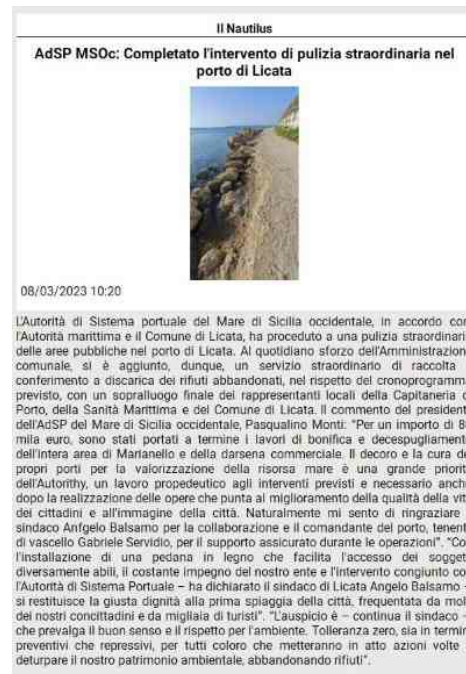 Il Nautilus
AdSP MSOc: Completato l'intervento di pulizia straordinaria nel
porto di Licata
08/03/2023 10:20
L'Autorità di Sistema portuale del Mare di Sicilia occidentale, in accordo con
l'Autorità marittima e il Comune di Licata, ha proceduto a una pulizia straordinari
delle aree pubbliche nel porto di Licata. Al quotidiano sforzo dell'Amministrazion
comunale, si è aggiunto, dunque, un servizio straordinario di raccolta
conferimento a discarica dei rifiuti abbandonati, nel rispetto del cronoprogramm
previsto, con un sopralluogo finale dei rappresentanti locali della Capitaneria d
Porto, della Sanità Marittima e del Comune di Licata. Il commento del president
dell'AdSP del Mare di Sicilia occidentale, Pasqualino Monti: "Per un importo di 8
mila euro, sono stati portati a termine i lavori di bonifica e decespugliament
dell'intera area di Marianello e della darsena commerciale. Il decoro e la cura de
propri porti per la valorizzazione della risorsa mare è una grande priorit
dell'Autorithy, un lavoro propedeutico agli interventi previsti e necessario anch
dopo la realizzazione delle opere che punta al miglioramento della qualità della vit
dei cittadini e all'immagine della città. Naturalmente mi sento di ringraziare
sindaco Anfgelo Balsamo per la collaborazione e il comandante del porto, tenent
di vascello Gabriele Servidio, per il supporto assicurato durante le operazioni". "Co
l'installazione di una pedana in legno che facilita l'accesso dei sogget
diversamente abili, il costante impegno del nostro ente e l'intervento congiunto co
l'Autorità di Sistema Portuale – ha dichiarato il sindaco di Licata Angelo Balsamo –
si restituisce la giusta dignità alla prima spiaggia della città, frequentata da mol
dei nostri concittadini e da migliaia di turisti". "L'auspicio è – continua il sindaco –
che prevalga il buon senso e il rispetto per l'ambiente. Tolleranza zero, sia in termin
preventivi che repressivi, per tutti coloro che metteranno in atto azioni volte
deturpare il nostro patrimonio ambientale, abbandonando rifiuti".